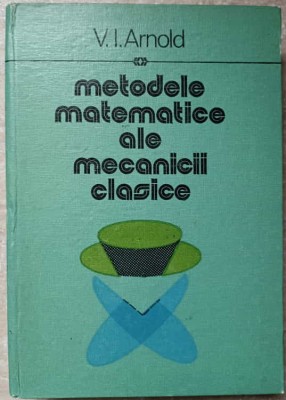 V.I.Arnold
metodele
matematice
ale
mecanicii
clasice